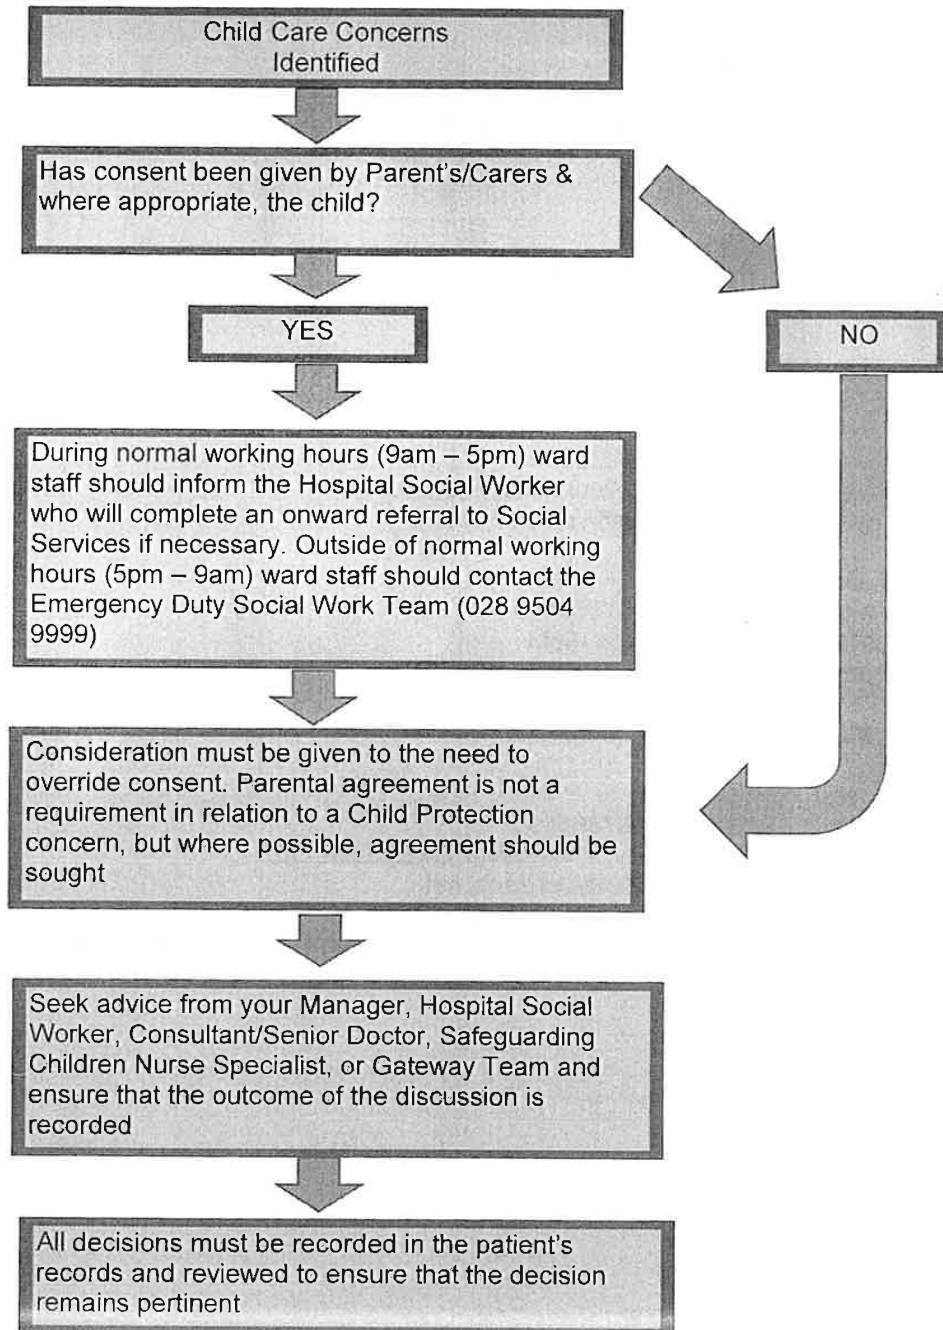 Child Care Concerns
Identified
Has consent been given by Parent's/Carers &
where appropriate, the child?
YES
NO
During normal working hours (9am – 5pm) ward
staff should inform the Hospital Social Worker
who will complete an onward referral to Social
Services if necessary. Outside of normal working
hours (5pm – 9am) ward staff should contact the
Emergency Duty Social Work Team (028 9504
9999)
Consideration must be given to the need to
override consent. Parental agreement is not a
requirement in relation to a Child Protection
concern, but where possible, agreement should be
sought
Seek advice from your Manager, Hospital Social
Worker, Consultant/Senior Doctor, Safeguarding
Children Nurse Specialist, or Gateway Team and
ensure that the outcome of the discussion is
recorded
All decisions must be recorded in the patient's
records and reviewed to ensure that the decision
remains pertinent